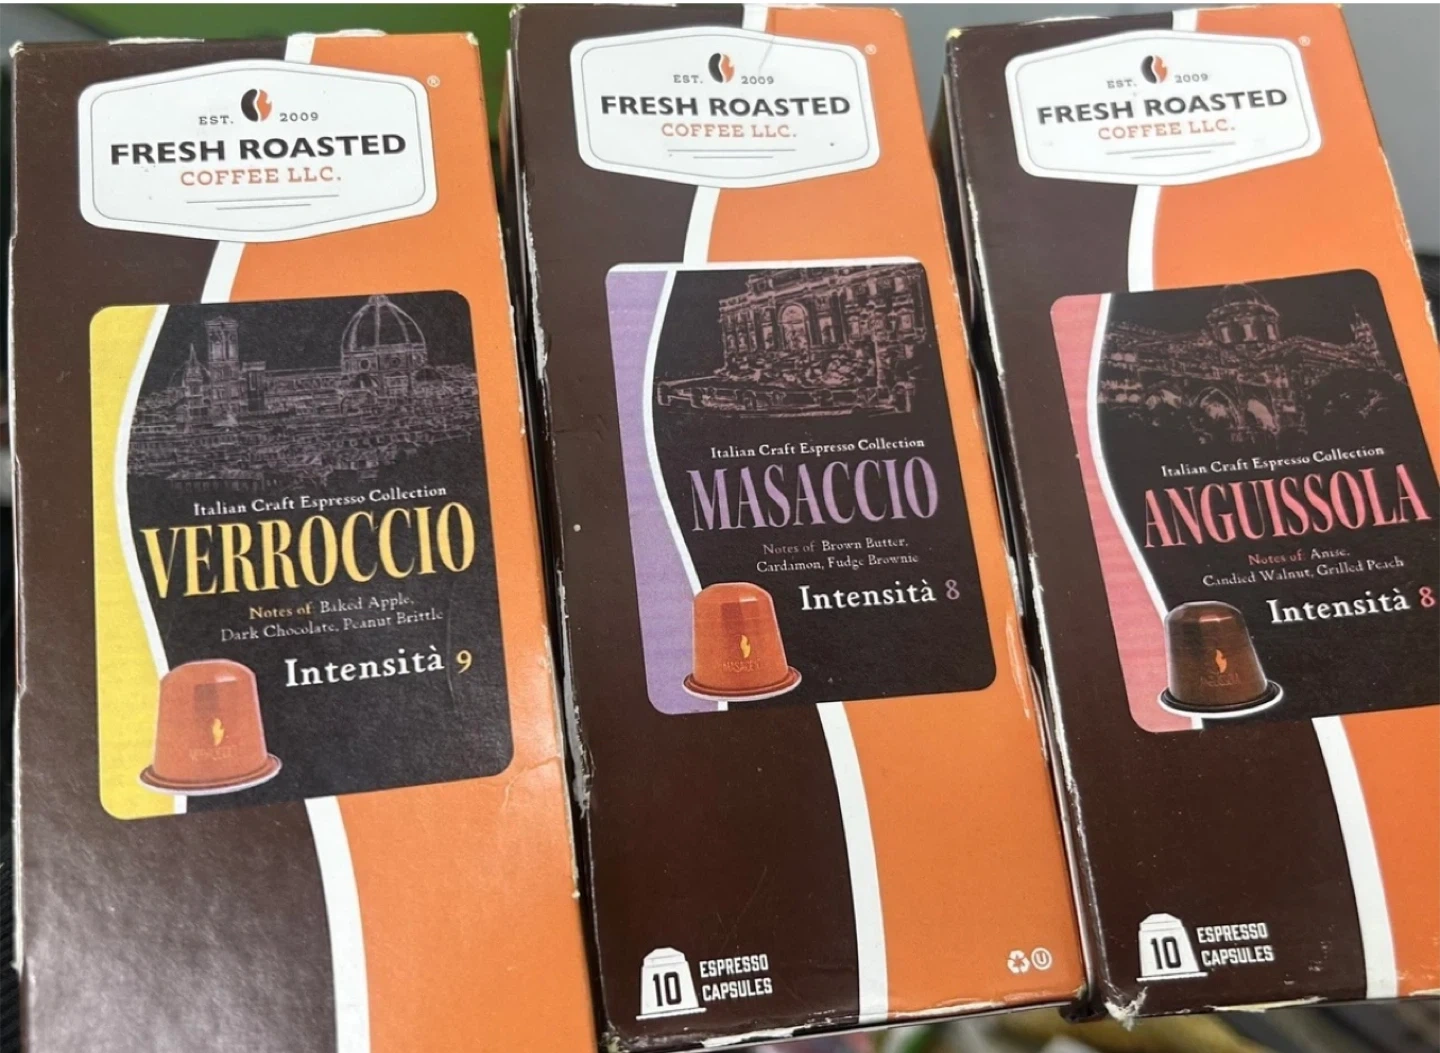 EST. 2009
FRESH ROASTED
COFFEE LLC.
®
Italian Craft Espresso Collection
VERROCCIO
Notes of Baked Apple,
Dark Chocolate, Peanut Brittle
Intensità 9
EST. 2009
FRESH ROASTED
COFFEE LLC.
®
Italian Craft Espresso Collection
MASACCIO
Notes of Brown Butter,
Cardamom, Fudge Brownie
Intensità 8
10 ESPRESSO
CAPSULES
U
EST. 2009
FRESH ROASTED
COFFEE LLC.
®
Italian Craft Espresso Collection
ANGUISSOLA
Notes of Anise,
Candied Walnut, Grilled Peach
Intensità 8
10 ESPRESSO
CAPSULES